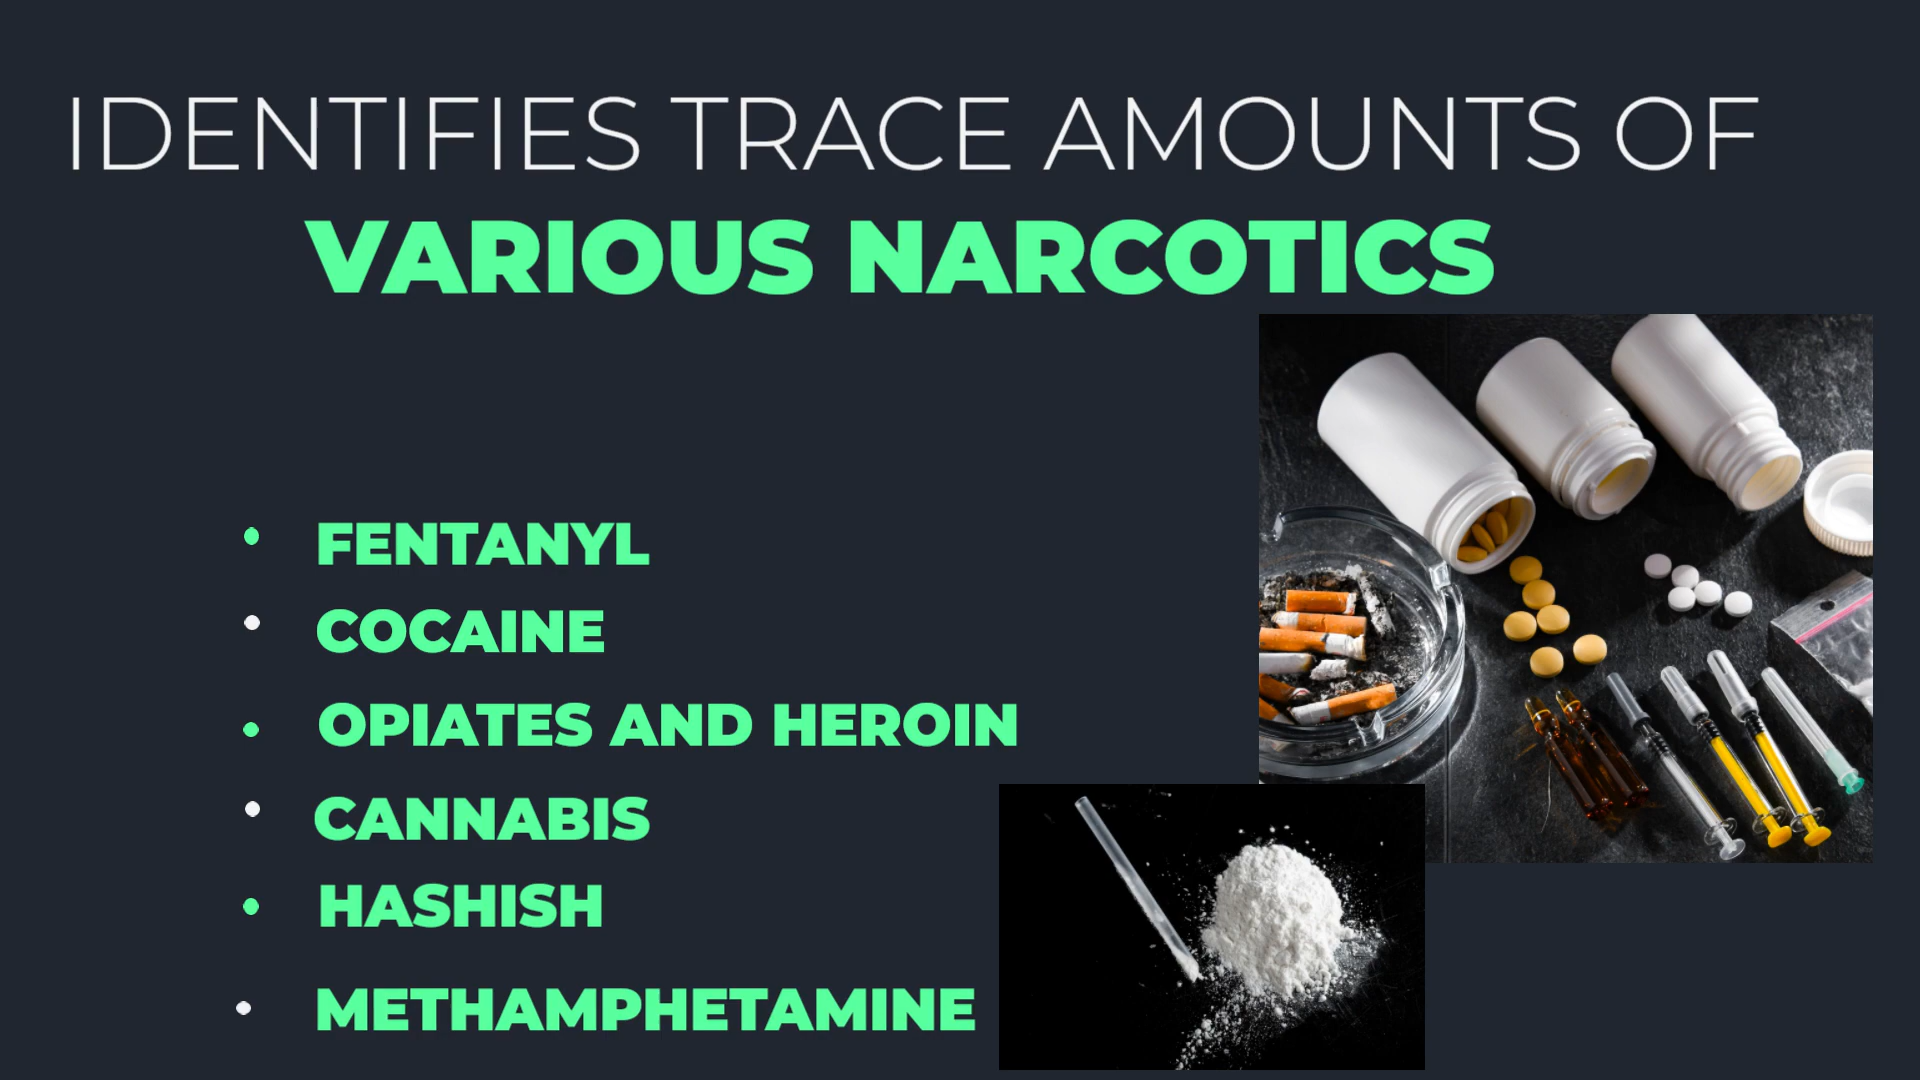 IDENTIFIES TRACE AMOUNTS OF
VARIOUS NARCOTICS
• FENTANYL
• COCAINE
• OPIATES AND HEROIN
• CANNABIS
• HASHISH
• METHAMPHETAMINE